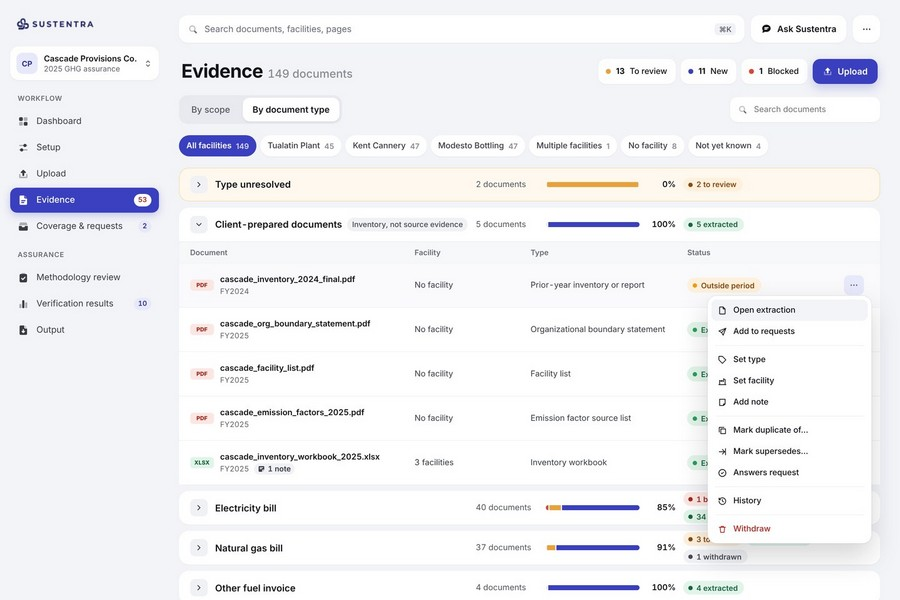 SUSTENTRA
Search documents, facilities, pages
⌘K
Ask Sustentra
CP
Cascade Provisions Co.
2025 GHG assurance
WORKFLOW
Dashboard
Setup
Upload
Evidence 53
Coverage & requests 2
ASSURANCE
Methodology review
Verification results 10
Output
Evidence 149 documents
13 To review
11 New
1 Blocked
Upload
By scope
By document type
Search documents
All facilities 149
Tualatin Plant 45
Kent Cannery 47
Modesto Bottling 47
Multiple facilities 1
No facility 8
Not yet known 4
Type unresolved 2 documents 0% 2 to review
Client-prepared documents Inventory, not source evidence 5 documents 100% 5 extracted
Document Facility Type Status
PDF cascade_inventory_2024_final.pdf No facility Prior-year inventory or report Outside period
FY2024
PDF cascade_org_boundary_statement.pdf No facility Organizational boundary statement
FY2025
PDF cascade_facility_list.pdf No facility Facility list
FY2025
PDF cascade_emission_factors_2025.pdf No facility Emission factor source list
FY2025
XLSX cascade_inventory_workbook_2025.xlsx 3 facilities Inventory workbook
FY2025 1 note
Open extraction
Add to requests
Set type
Set facility
Add note
Mark duplicate of...
Mark supersedes...
Answers request
History
Withdraw
Electricity bill 40 documents 85% 1
34
Natural gas bill 37 documents 91% 3
1 withdrawn
Other fuel invoice 4 documents 100% 4 extracted